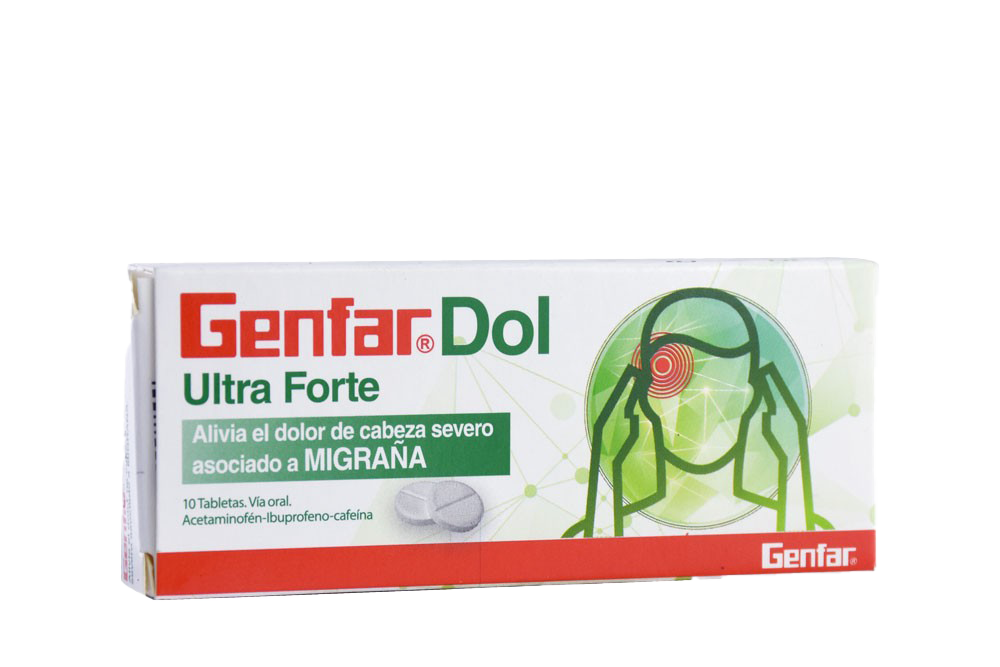 Genfar® Dol
Ultra Forte
Alivia el dolor de cabeza severo
asociado a MIGRAÑA
10 Tabletas. Vía oral.
Acetaminofén-Ibuprofeno-cafeína
Genfar®